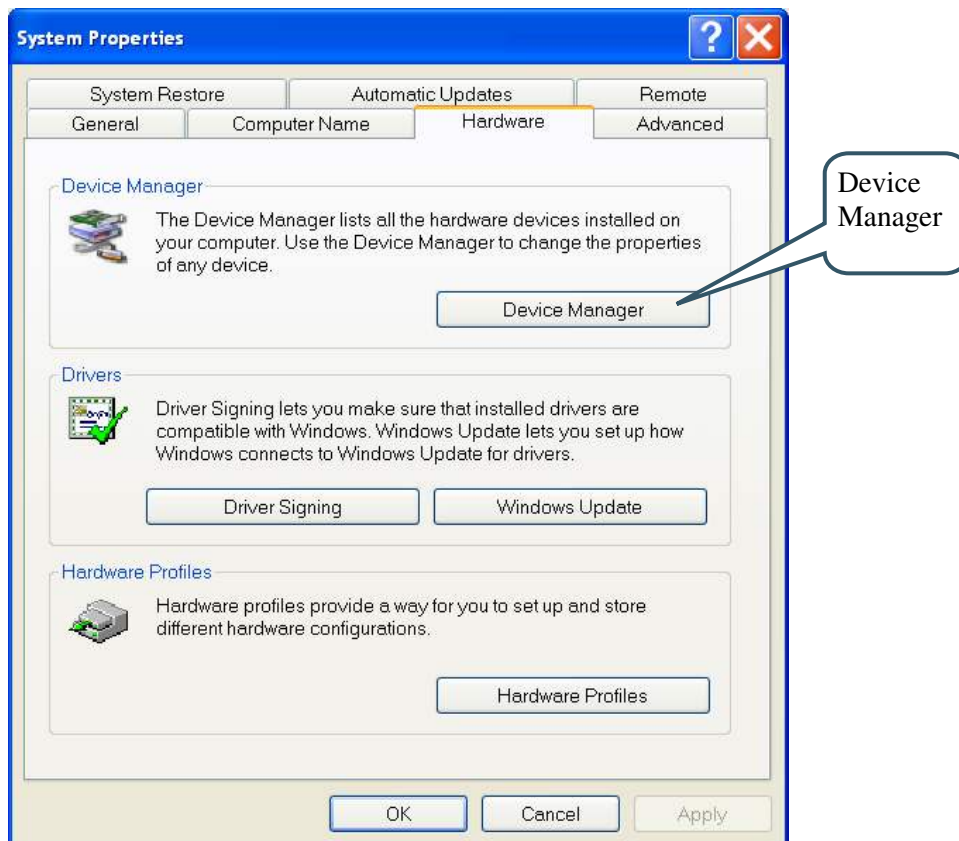 System Properties
System Restore
Automatic Updates
Remote
General
Computer Name
Hardware
Advanced
Device Manager
The Device Manager lists all the hardware devices installed on
your computer. Use the Device Manager to change the properties
of any device.
Device Manager
Device
Manager
Drivers
Driver Signing lets you make sure that installed drivers are
compatible with Windows. Windows Update lets you set up how
Windows connects to Windows Update for drivers.
Driver Signing
Windows Update
Hardware Profiles
Hardware profiles provide a way for you to set up and store
different hardware configurations.
Hardware Profiles
OK
Cancel
Apply